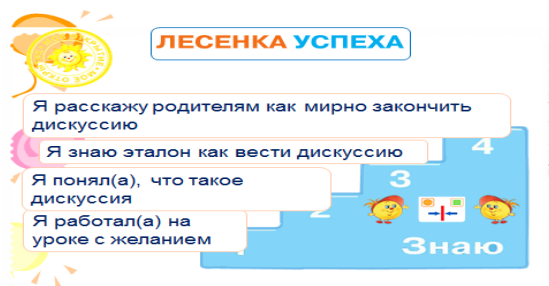 ЛЕСЕНКА УСПЕХА
Я расскажу родителям как мирно закончить
дискуссию
4
Я знаю эталон как вести дискуссию
3
Я понял(а), что такое
дискуссия
2
Я работал(а) на
уроке с желанием
1
Знаю